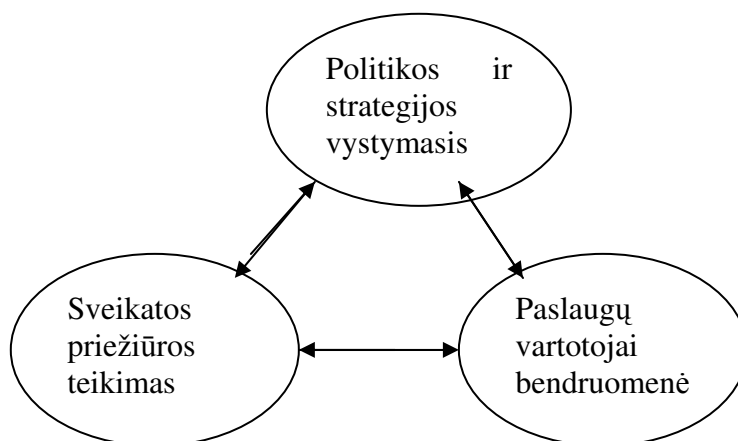 Politikos ir
strategijos
vystymasis
Sveikatos
priežiūros
teikimas
Paslaugų
vartotojai
bendruomenė